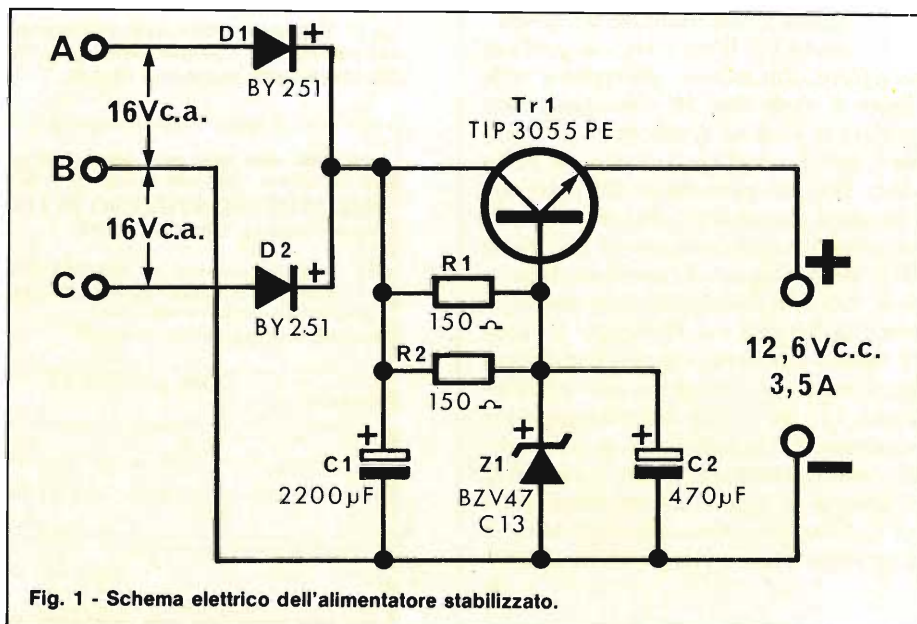 A
D1
+
BY 251
16Vc.a.
Tr1
TIP 3055 PE
B
16Vc.a.
D2
+
C
BY 251
R1
150 Ω
R2
150 Ω
+
12,6 Vc.c.
3,5 A
+
C1
2200µF
+
Z1
BZV47
C13
+
C2
470µF
−
Fig. 1 - Schema elettrico dell'alimentatore stabilizzato.